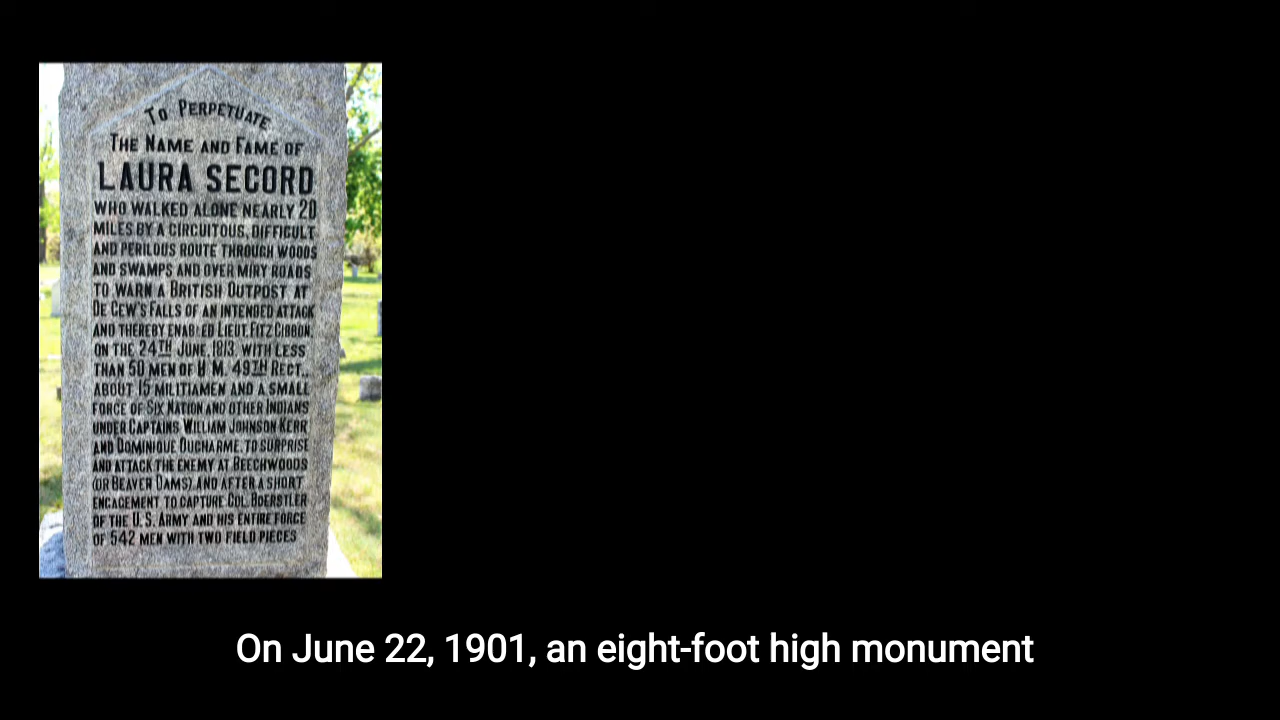 To Perpetuate
The Name and Fame of
LAURA SECORD
WHO WALKED ALONE NEARLY 20
MILES BY A CIRCUITOUS, DIFFICULT
AND PERILOUS ROUTE THROUGH WOODS
AND SWAMPS AND OVER MIRY ROADS
TO WARN A BRITISH OUTPOST AT
DE CEW'S FALLS OF AN INTENDED ATTACK
AND THEREBY ENABLED LIEUT. FITZGIBBON.
ON THE 24TH JUNE, 1813, WITH LESS
THAN 50 MEN OF H.M. 49TH REGT.,
ABOUT 15 MILITIAMEN AND A SMALL
FORCE OF SIX NATION AND OTHER INDIANS
UNDER CAPTAINS WILLIAM JOHNSON KERR
AND DOMINIQUE DUCHARME, TO SURPRISE
AND ATTACK THE ENEMY AT BEECHWOODS
(OR BEAVER DAMS) AND AFTER A SHORT
ENGAGEMENT TO CAPTURE COL. BOERSTLER
OF THE U.S. ARMY AND HIS ENTIRE FORCE
OF 542 MEN WITH TWO FIELD PIECES
On June 22, 1901, an eight-foot high monument